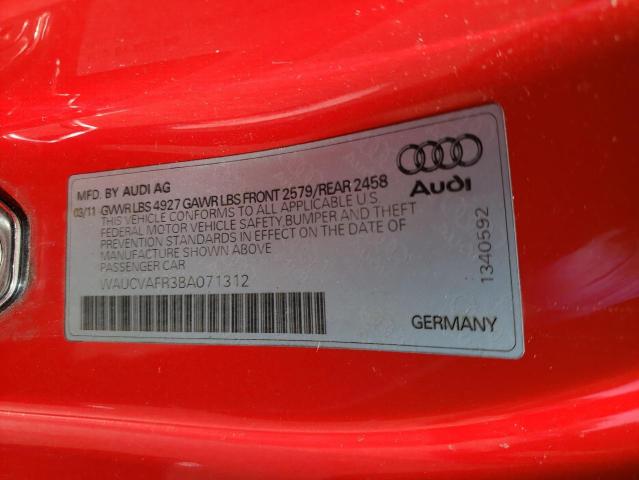 MFD. BY AUDI AG
03/11 GVWR LBS 4927 GAWR LBS FRONT 2579/REAR 2458
THIS VEHICLE CONFORMS TO ALL APPLICABLE U.S.
FEDERAL MOTOR VEHICLE SAFETY,BUMPER AND THEFT
PREVENTION STANDARDS IN EFFECT ON THE DATE OF
MANUFACTURE SHOWN ABOVE
PASSENGER CAR
WAUCVAFR3BA071312
Audi
1340592
GERMANY